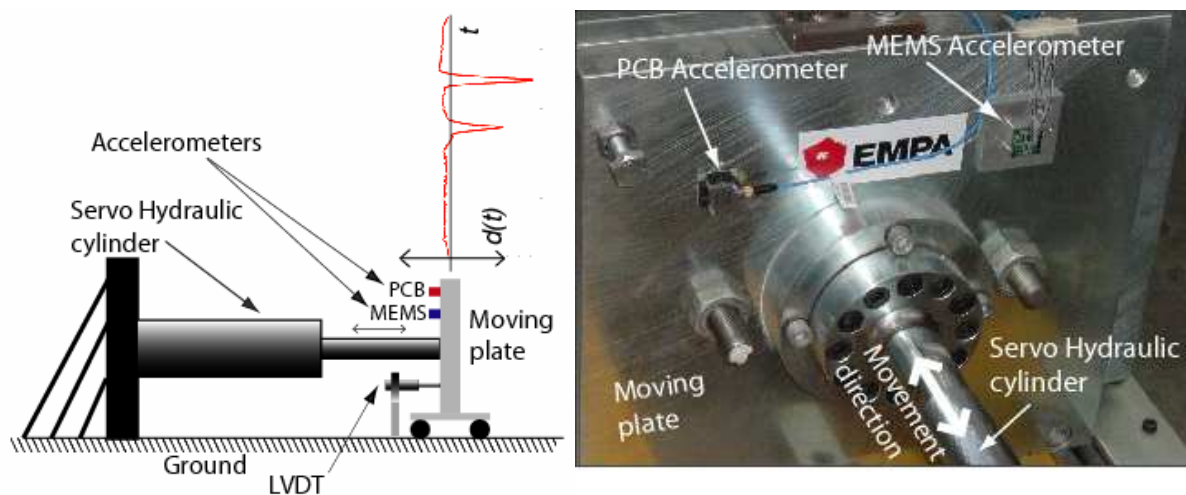 t
Accelerometers
Servo Hydraulic
cylinder
d(t)
PCB
MEMS
Moving
plate
Ground
LVDT
MEMS Accelerometer
PCB Accelerometer
EMPA
Servo Hydraulic
cylinder
Movement
direction
Moving
plate